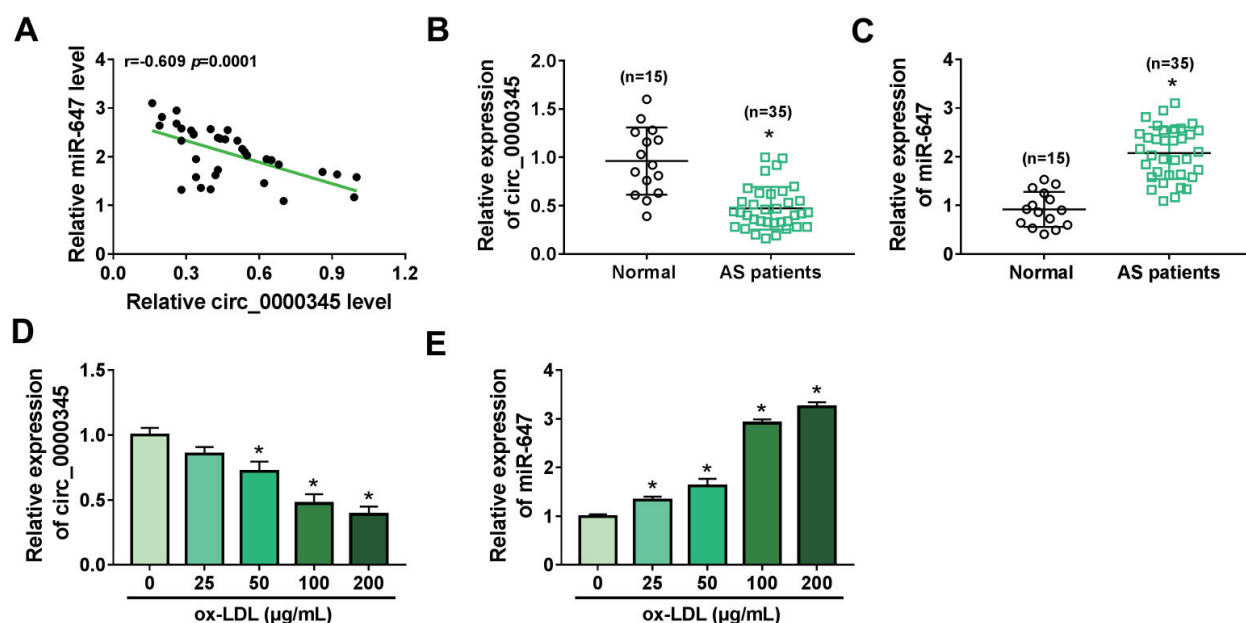 A
r=-0.609 p=0.0001
Relative miR-647 level
4
3
2
1
0
0.0 0.3 0.6 0.9 1.2
Relative circ_0000345 level
B
Relative expression
of circ_0000345
2.0
1.5
1.0
0.5
0.0
(n=15)
(n=35)
*
Normal AS patients
C
Relative expression
of miR-647
4
3
2
1
0
(n=15)
(n=35)
*
Normal AS patients
D
Relative expression
of circ_0000345
1.5
1.0
0.5
0.0
* * *
0 25 50 100 200
ox-LDL (µg/mL)
E
Relative expression
of miR-647
4
3
2
1
0
* * * *
0 25 50 100 200
ox-LDL (µg/mL)